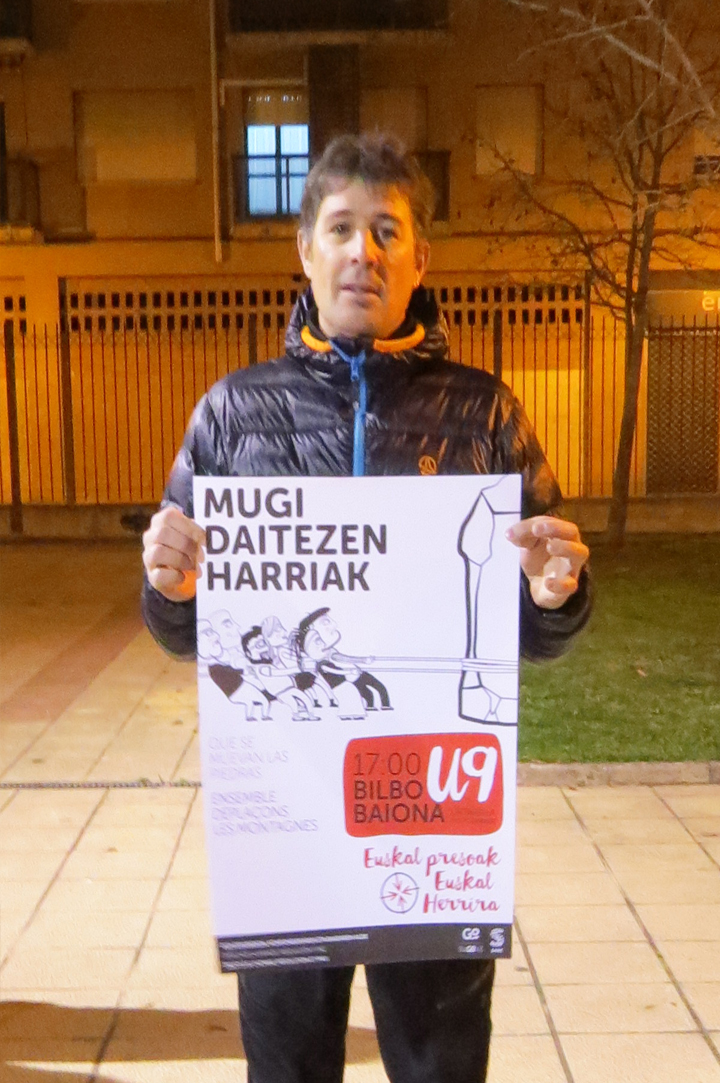 MUGI
DAITEZEN
HARRIAK
QUE SE
MUEVAN LAS
PIEDRAS
ENSEMBLE
DÉPLAÇONS
LES MONTAGNES
17:00
BILBO
BAIONA
U9
Euskal presoak
Euskal
Herrira